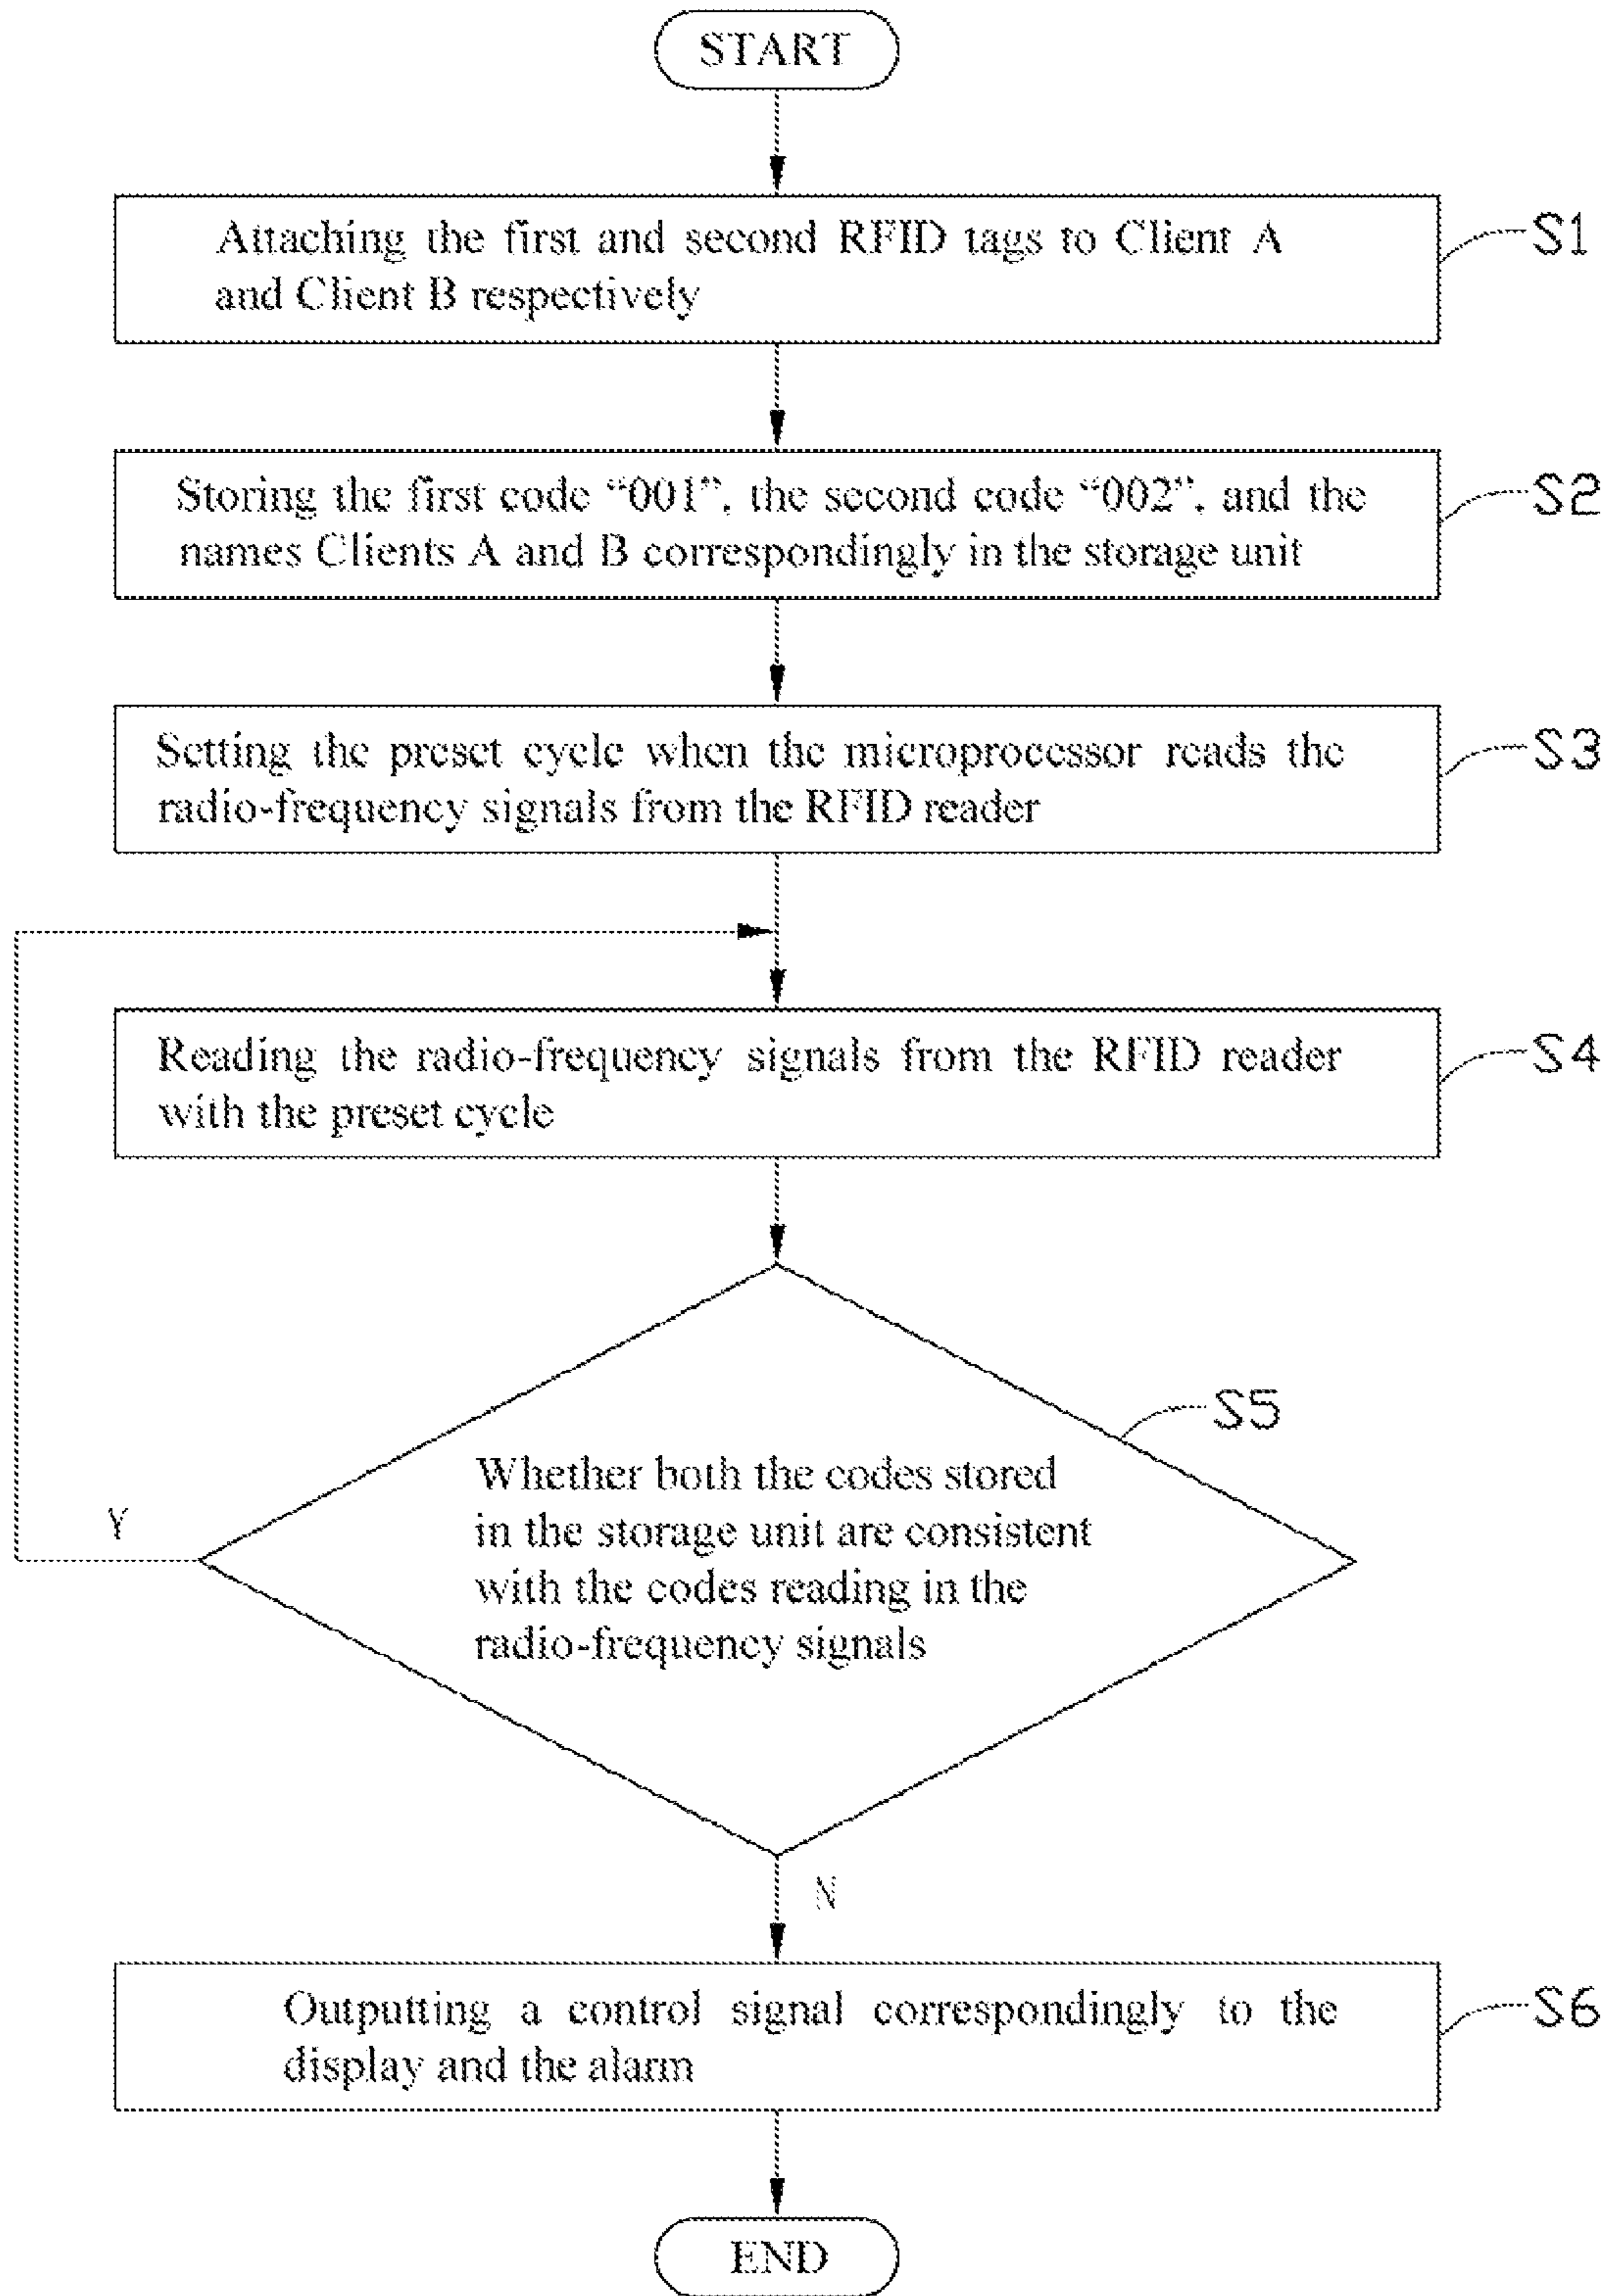 START
Attaching the first and second RFID tags to Client A
and Client B respectively
S1
Storing the first code “001”, the second code “002”, and the
names Clients A and B correspondingly in the storage unit
S2
Setting the preset cycle when the microprocessor reads the
radio-frequency signals from the RFID reader
S3
Reading the radio-frequency signals from the RFID reader
with the preset cycle
S4
S5
Whether both the codes stored
in the storage unit are consistent
with the codes reading in the
radio-frequency signals
Y
N
Outputting a control signal correspondingly to the
display and the alarm
S6
END